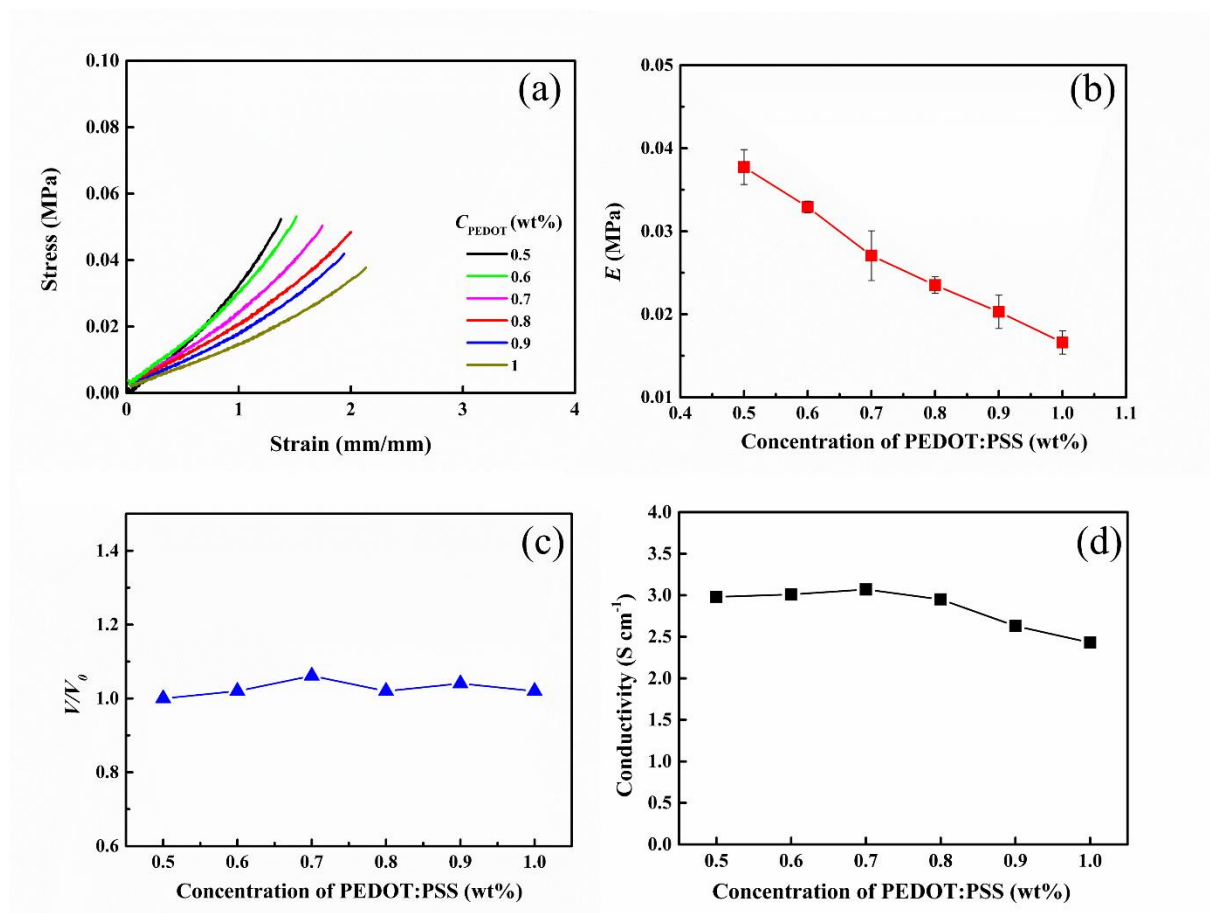 (a)
Stress (MPa)
0.10
0.08
0.06
0.04
0.02
0.00
0 1 2 3 4
Strain (mm/mm)
C_PEDOT (wt%)
0.5
0.6
0.7
0.8
0.9
1
(b)
E (MPa)
0.05
0.04
0.03
0.02
0.01
0.4 0.5 0.6 0.7 0.8 0.9 1.0 1.1
Concentration of PEDOT:PSS (wt%)
(c)
V/V₀
1.4
1.2
1.0
0.8
0.6
0.5 0.6 0.7 0.8 0.9 1.0
Concentration of PEDOT:PSS (wt%)
(d)
Conductivity (S cm⁻¹)
4.0
3.5
3.0
2.5
2.0
1.5
1.0
0.5
0.0
0.5 0.6 0.7 0.8 0.9 1.0
Concentration of PEDOT:PSS (wt%)